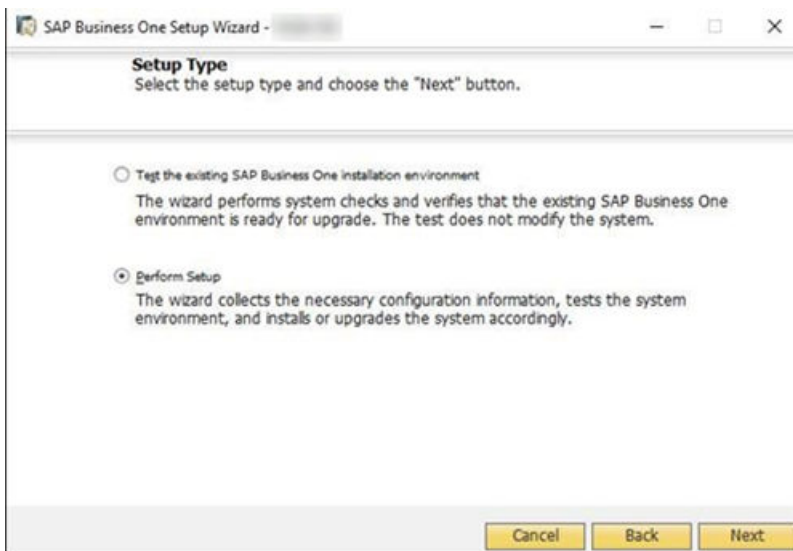 SAP Business One Setup Wizard -
Setup Type
Select the setup type and choose the "Next" button.
Test the existing SAP Business One installation environment
The wizard performs system checks and verifies that the existing SAP Business One
environment is ready for upgrade. The test does not modify the system.
Perform Setup
The wizard collects the necessary configuration information, tests the system
environment, and installs or upgrades the system accordingly.
Cancel Back Next